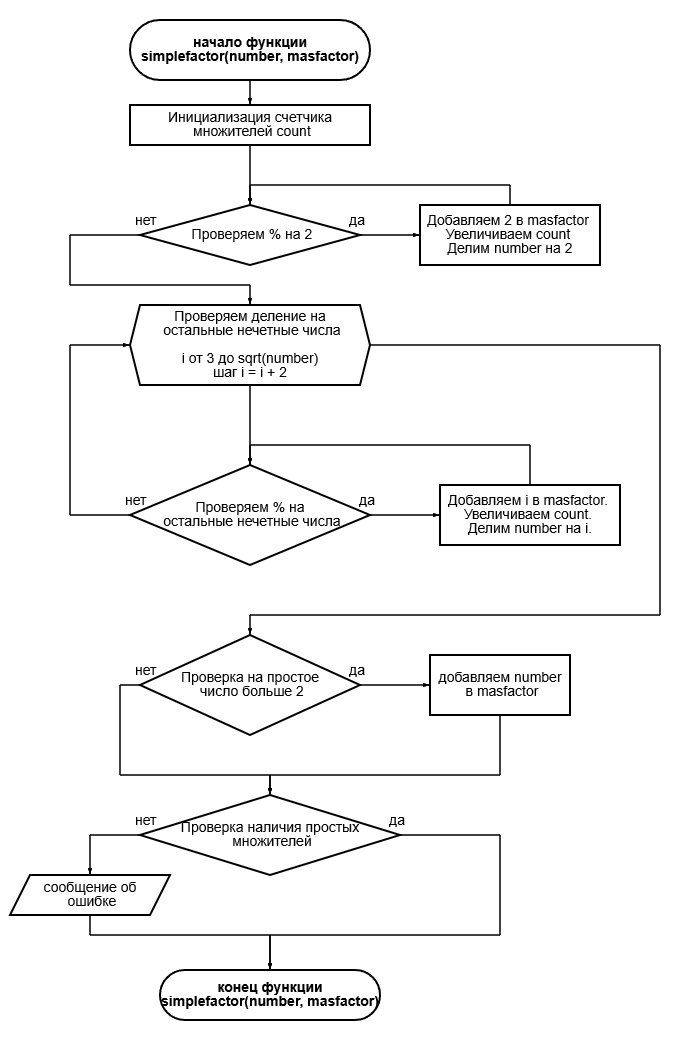 начало функции
simplefactor(number, masfactor)
Инициализация счетчика
множителей count
нет
да
Проверяем % на 2
Добавляем 2 в masfactor
Увеличиваем count
Делим number на 2
Проверяем деление на
остальные нечетные числа
i от 3 до sqrt(number)
шаг i = i + 2
нет
да
Проверяем % на
остальные нечетные числа
Добавляем i в masfactor.
Увеличиваем count.
Делим number на i.
нет
да
Проверка на простое
число больше 2
добавляем number
в masfactor
нет
да
Проверка наличия простых
множителей
сообщение об
ошибке
конец функции
simplefactor(number, masfactor)